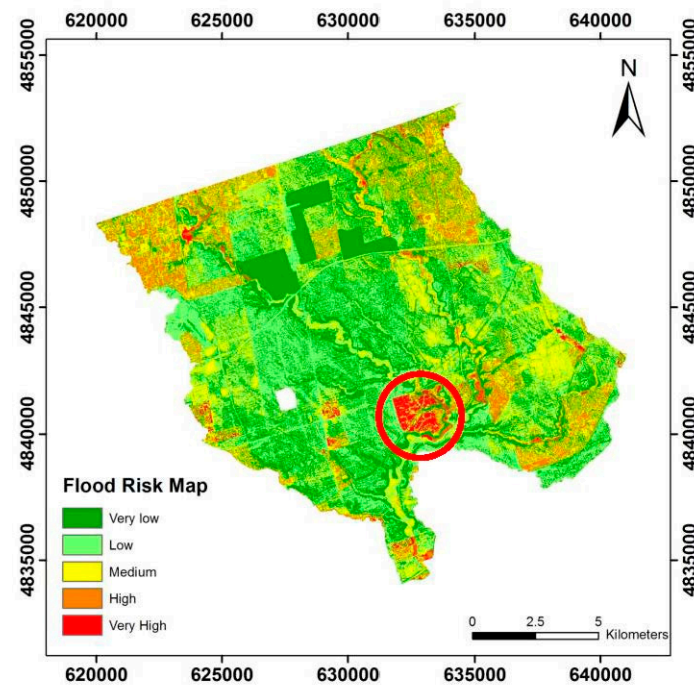 620000 625000 630000 635000 640000
4855000 4855000
N
4850000 4850000
4845000 4845000
4840000 4840000
Flood Risk Map
Very low
Low
Medium
High
Very High
4835000 4835000
0 2.5 5
Kilometers
620000 625000 630000 635000 640000